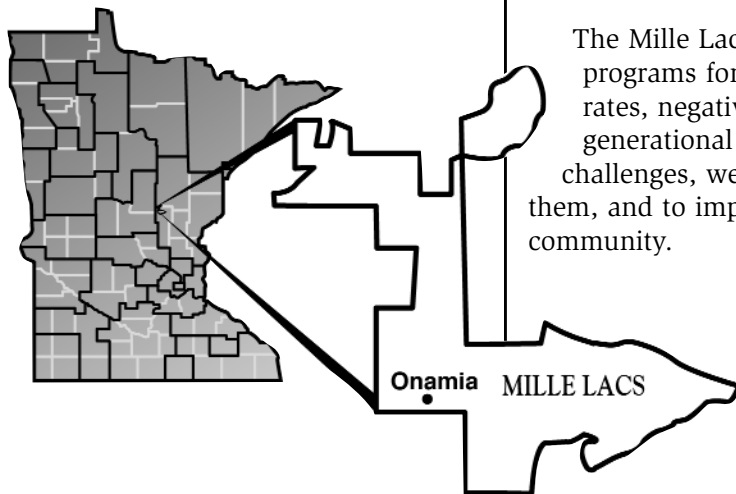 The Mille Lac
programs for
rates, negativ
generational
challenges, we
them, and to imp
community.
Onamia
MILLE LACS